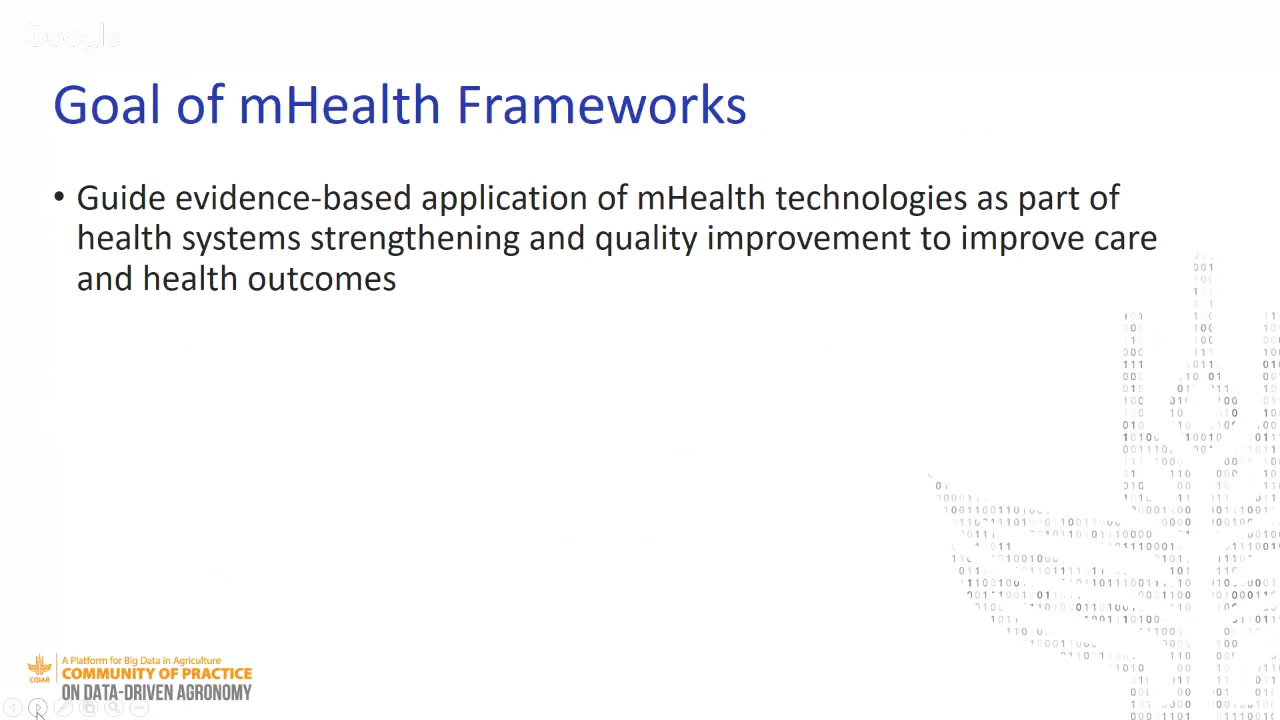 Google
Goal of mHealth Frameworks
• Guide evidence-based application of mHealth technologies as part of
health systems strengthening and quality improvement to improve care
and health outcomes
A Platform for Big Data in Agriculture
COMMUNITY OF PRACTICE
ON DATA-DRIVEN AGRONOMY
CGIAR